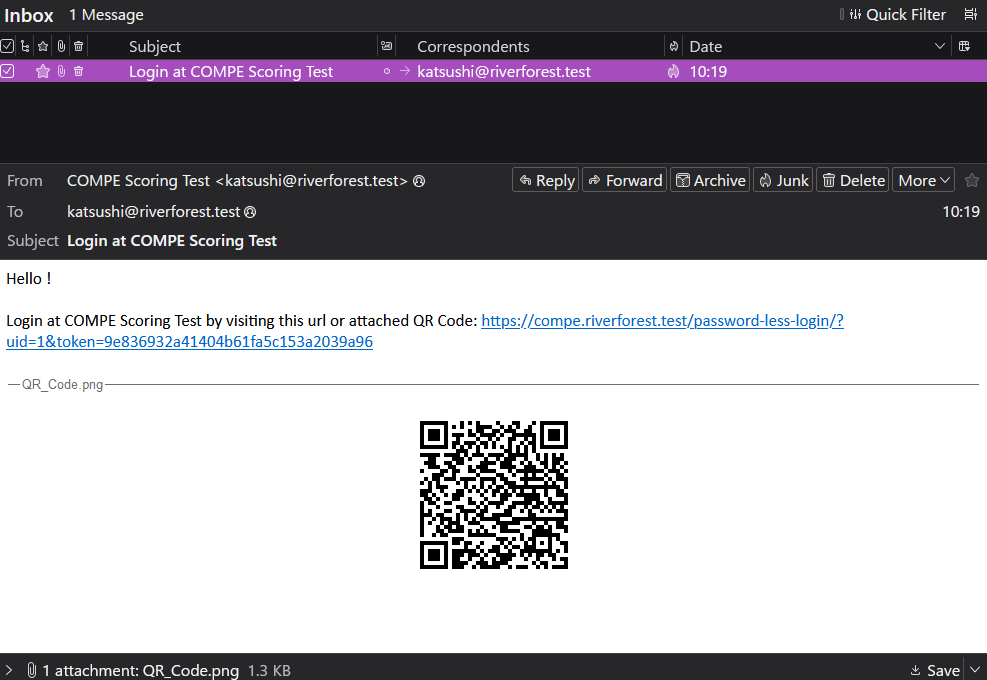 Inbox 1 Message Quick Filter
Subject Correspondents Date
Login at COMPE Scoring Test katsushi@riverforest.test 10:19
From COMPE Scoring Test <katsushi@riverforest.test> Reply Forward Archive Junk Delete More
To katsushi@riverforest.test 10:19
Subject Login at COMPE Scoring Test
Hello !
Login at COMPE Scoring Test by visiting this url or attached QR Code: https://compe.riverforest.test/password-less-login/?
uid=1&token=9e836932a41404b61fa5c153a2039a96
QR_Code.png
1 attachment: QR_Code.png 1.3 KB Save